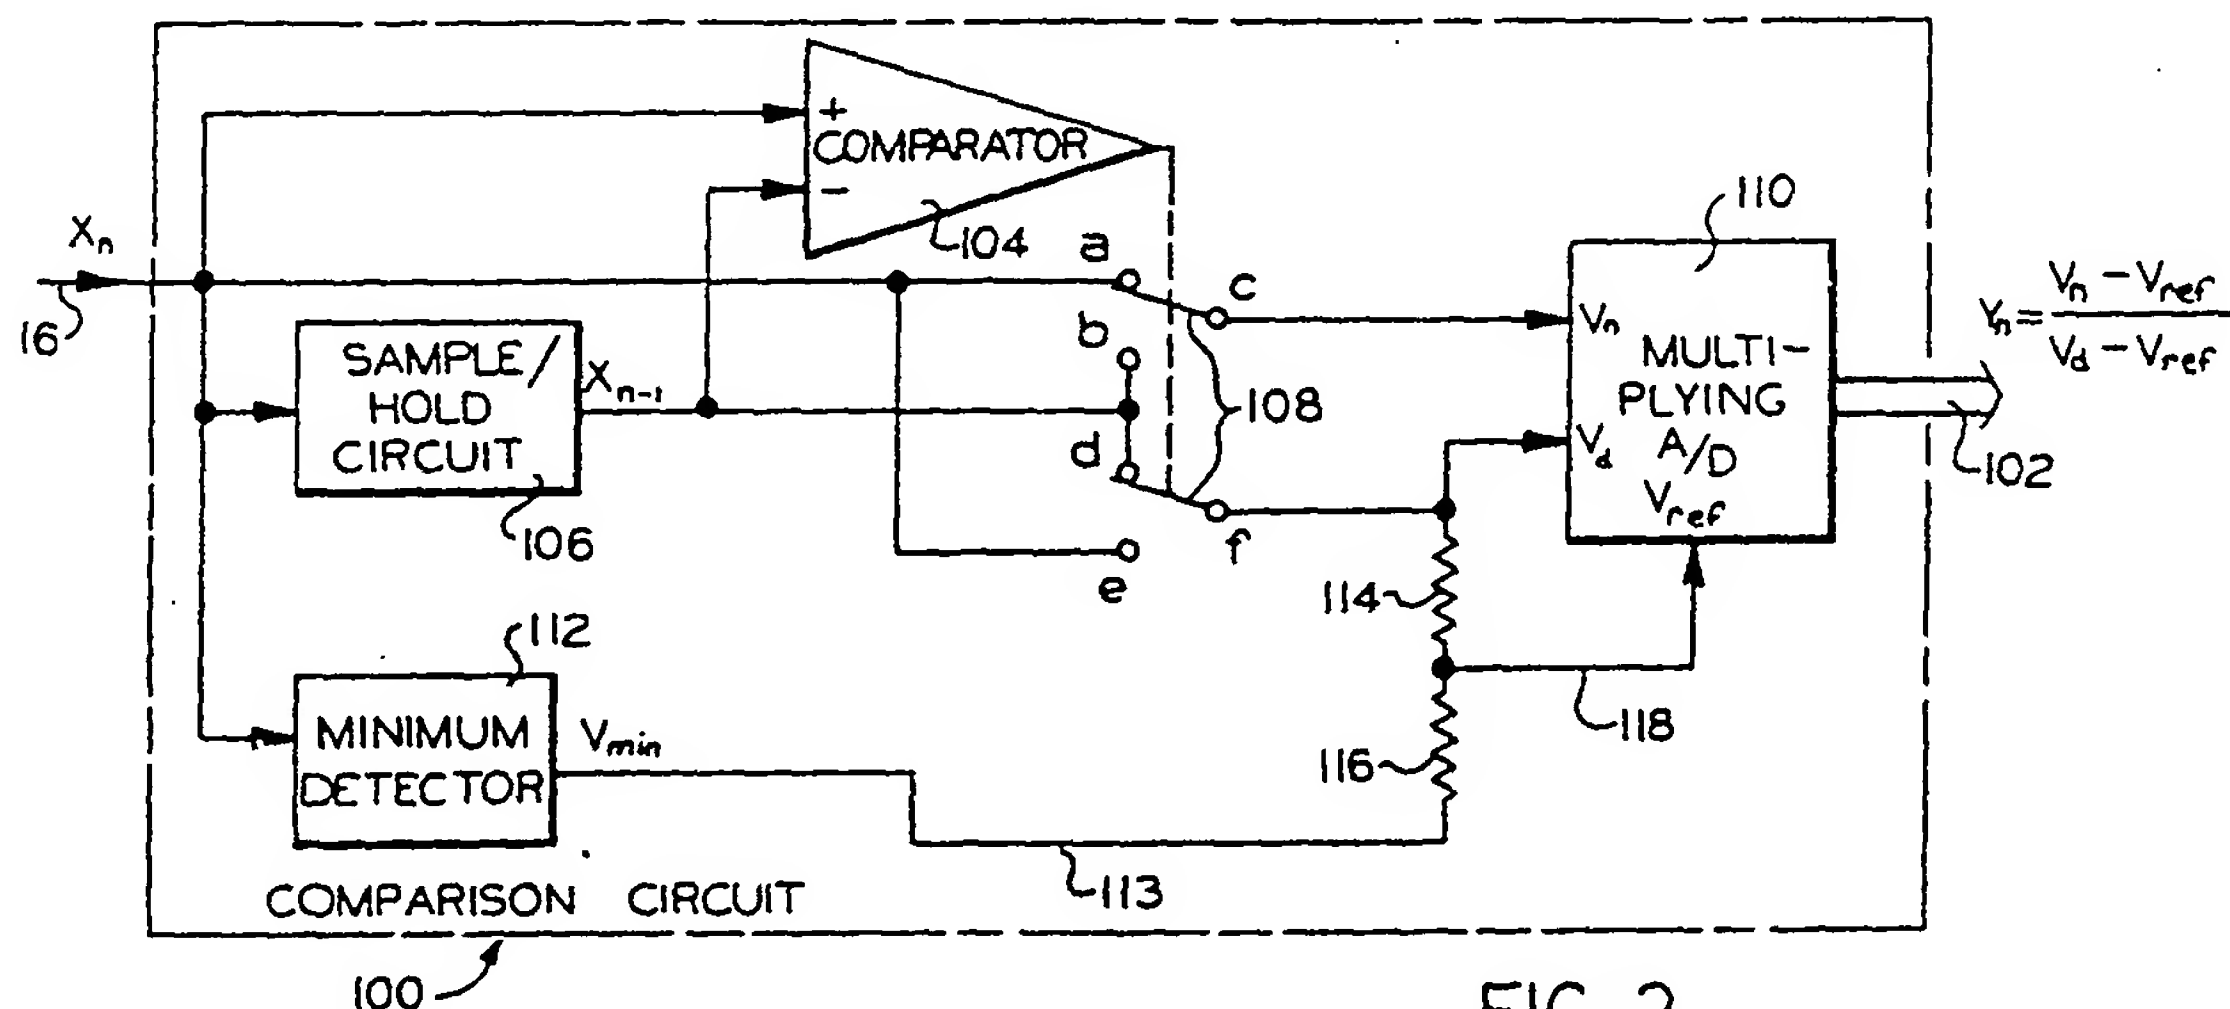 +
COMPARATOR
−
104
Xn
16
a
c
b
d
f
e
108
SAMPLE/
HOLD
CIRCUIT
106
Xn-1
110
Vn
MULTI-
PLYING
A/D
Vd
Vref
Yn = Vn − Vref
Vd − Vref
102
114
116
118
112
MINIMUM
DETECTOR
Vmin
113
COMPARISON CIRCUIT
100